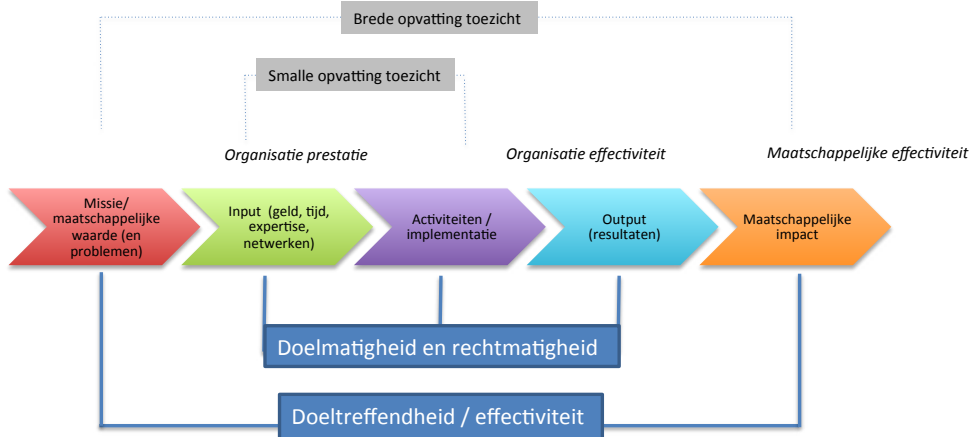 Brede opvatting toezicht
Smalle opvatting toezicht
Organisatie prestatie
Organisatie effectiviteit
Maatschappelijke effectiviteit
Missie/
maatschappelijke
waarde (en
problemen)
Input (geld, tijd,
expertise,
netwerken)
Activiteiten /
implementatie
Output
(resultaten)
Maatschappelijke
impact
Doelmatigheid en rechtmatigheid
Doeltreffendheid / effectiviteit